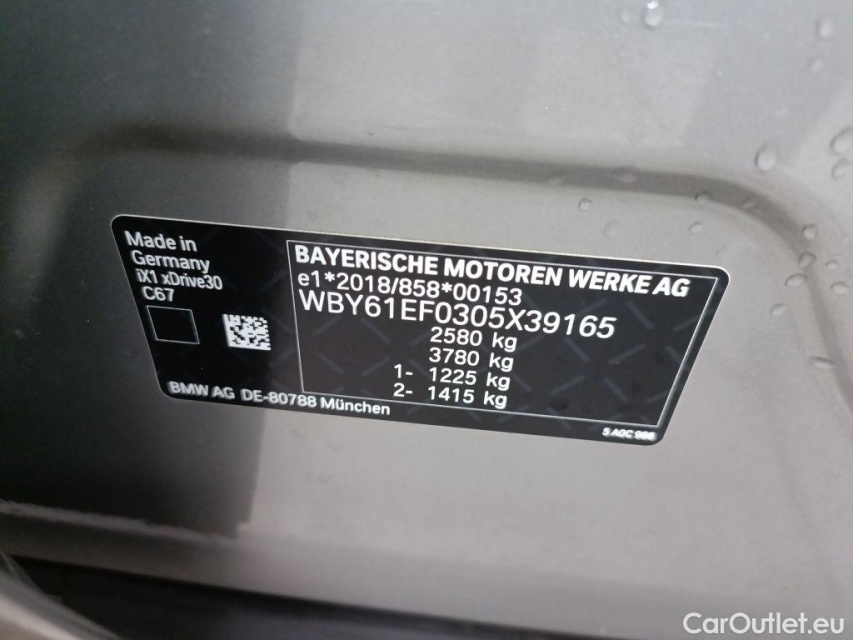 Made in
Germany
iX1 xDrive30
C67
BAYERISCHE MOTOREN WERKE AG
e1*2018/858*00153
WBY61EF0305X39165
2580 kg
3780 kg
1- 1225 kg
2- 1415 kg
BMW AG DE-80788 München
5 A0C 986
CarOutlet.eu